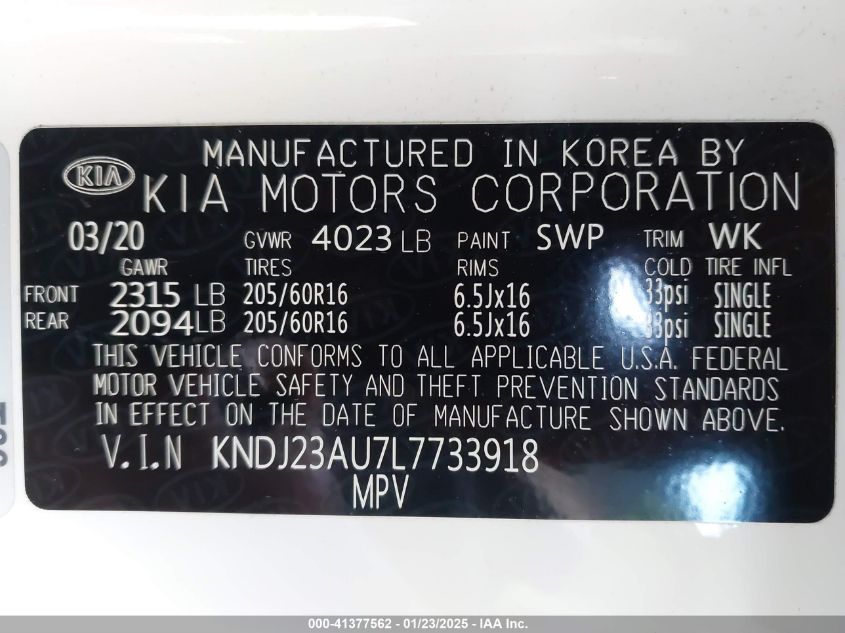 MANUFACTURED IN KOREA BY
KIA KIA MOTORS CORPORATION
03/20 GVWR 4023 LB PAINT SWP TRIM WK
GAWR TIRES RIMS COLD TIRE INFL
FRONT 2315 LB 205/60R16 6.5Jx16 33psi SINGLE
REAR 2094 LB 205/60R16 6.5Jx16 33psi SINGLE
THIS VEHICLE CONFORMS TO ALL APPLICABLE U.S.A. FEDERAL
MOTOR VEHICLE SAFETY AND THEFT PREVENTION STANDARDS
IN EFFECT ON THE DATE OF MANUFACTURE SHOWN ABOVE.
V.I.N KNDJ23AU7L7733918
MPV
000-41377562 - 01/23/2025 - IAA Inc.